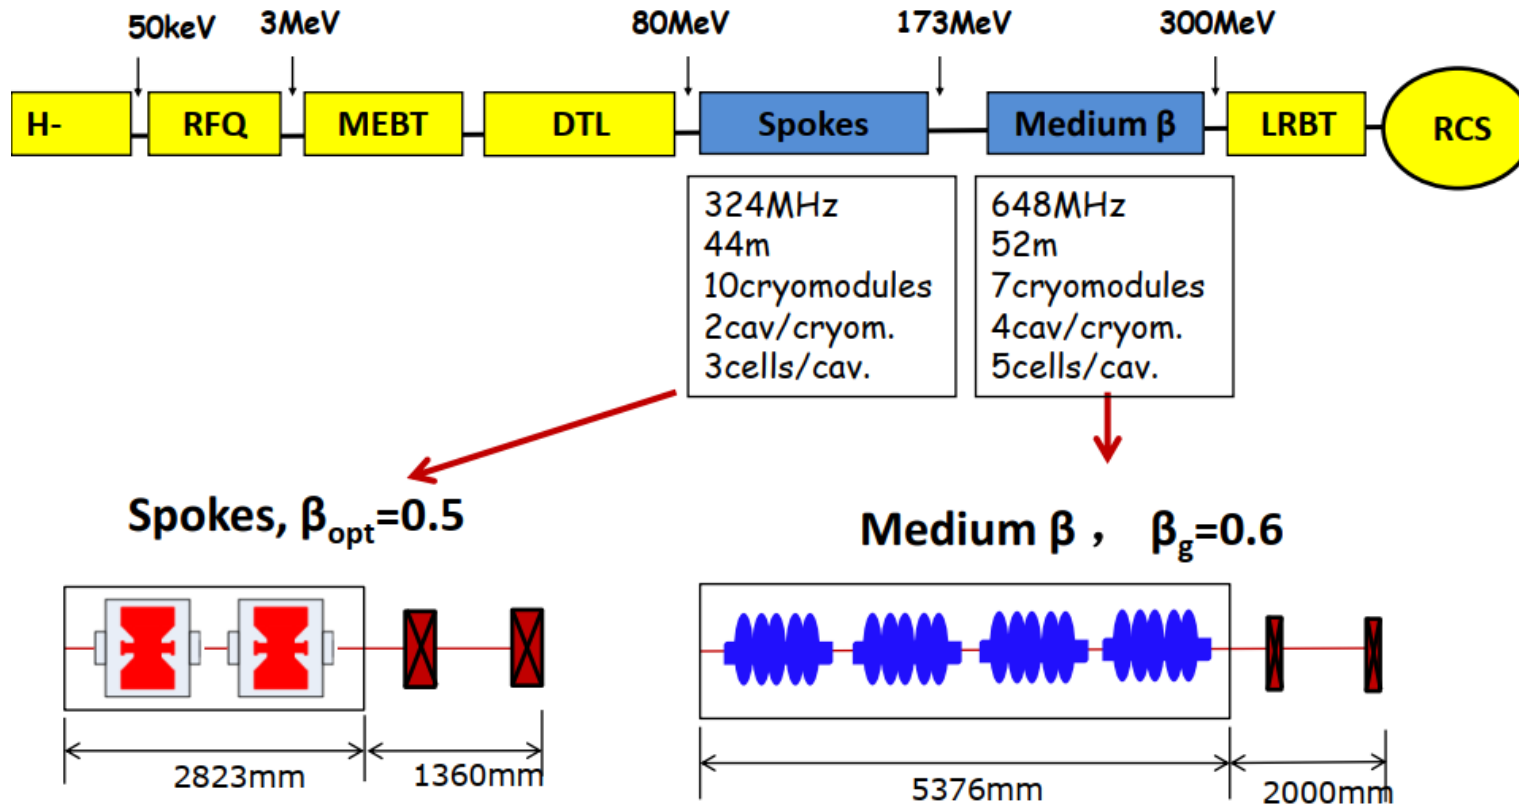 50keV
3MeV
80MeV
173MeV
300MeV
H-
RFQ
MEBT
DTL
Spokes
Medium β
LRBT
RCS
324MHz
44m
10cryomodules
2cav/cryom.
3cells/cav.
648MHz
52m
7cryomodules
4cav/cryom.
5cells/cav.
Spokes, βopt=0.5
Medium β ， βg=0.6
2823mm
1360mm
5376mm
2000mm